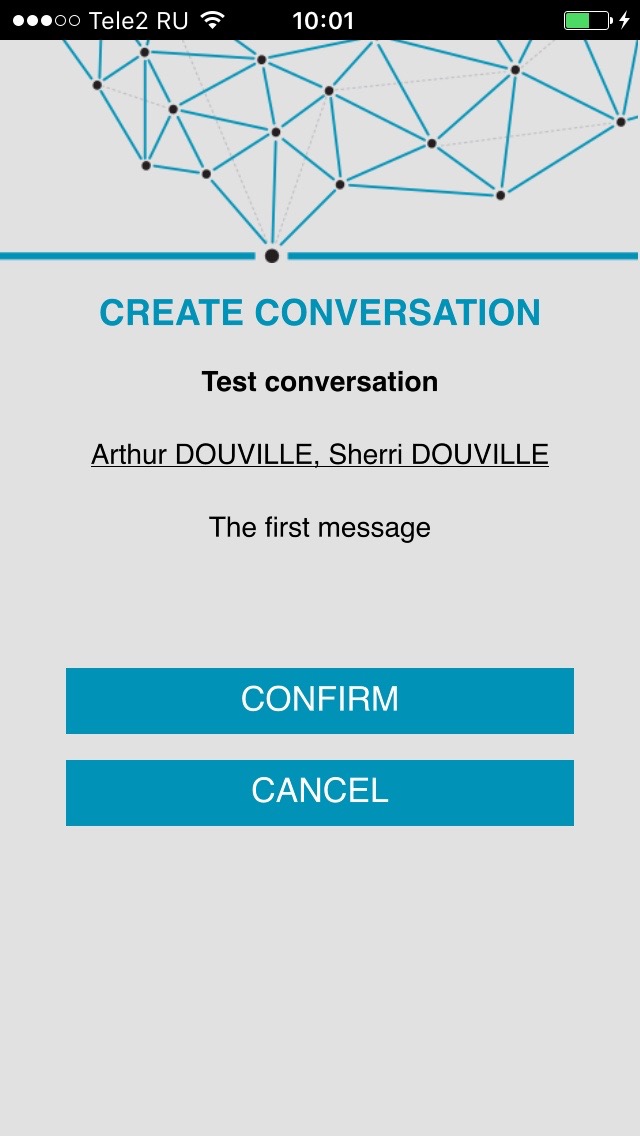 Tele2 RU 10:01
CREATE CONVERSATION
Test conversation
Arthur DOUVILLE, Sherri DOUVILLE
The first message
CONFIRM
CANCEL